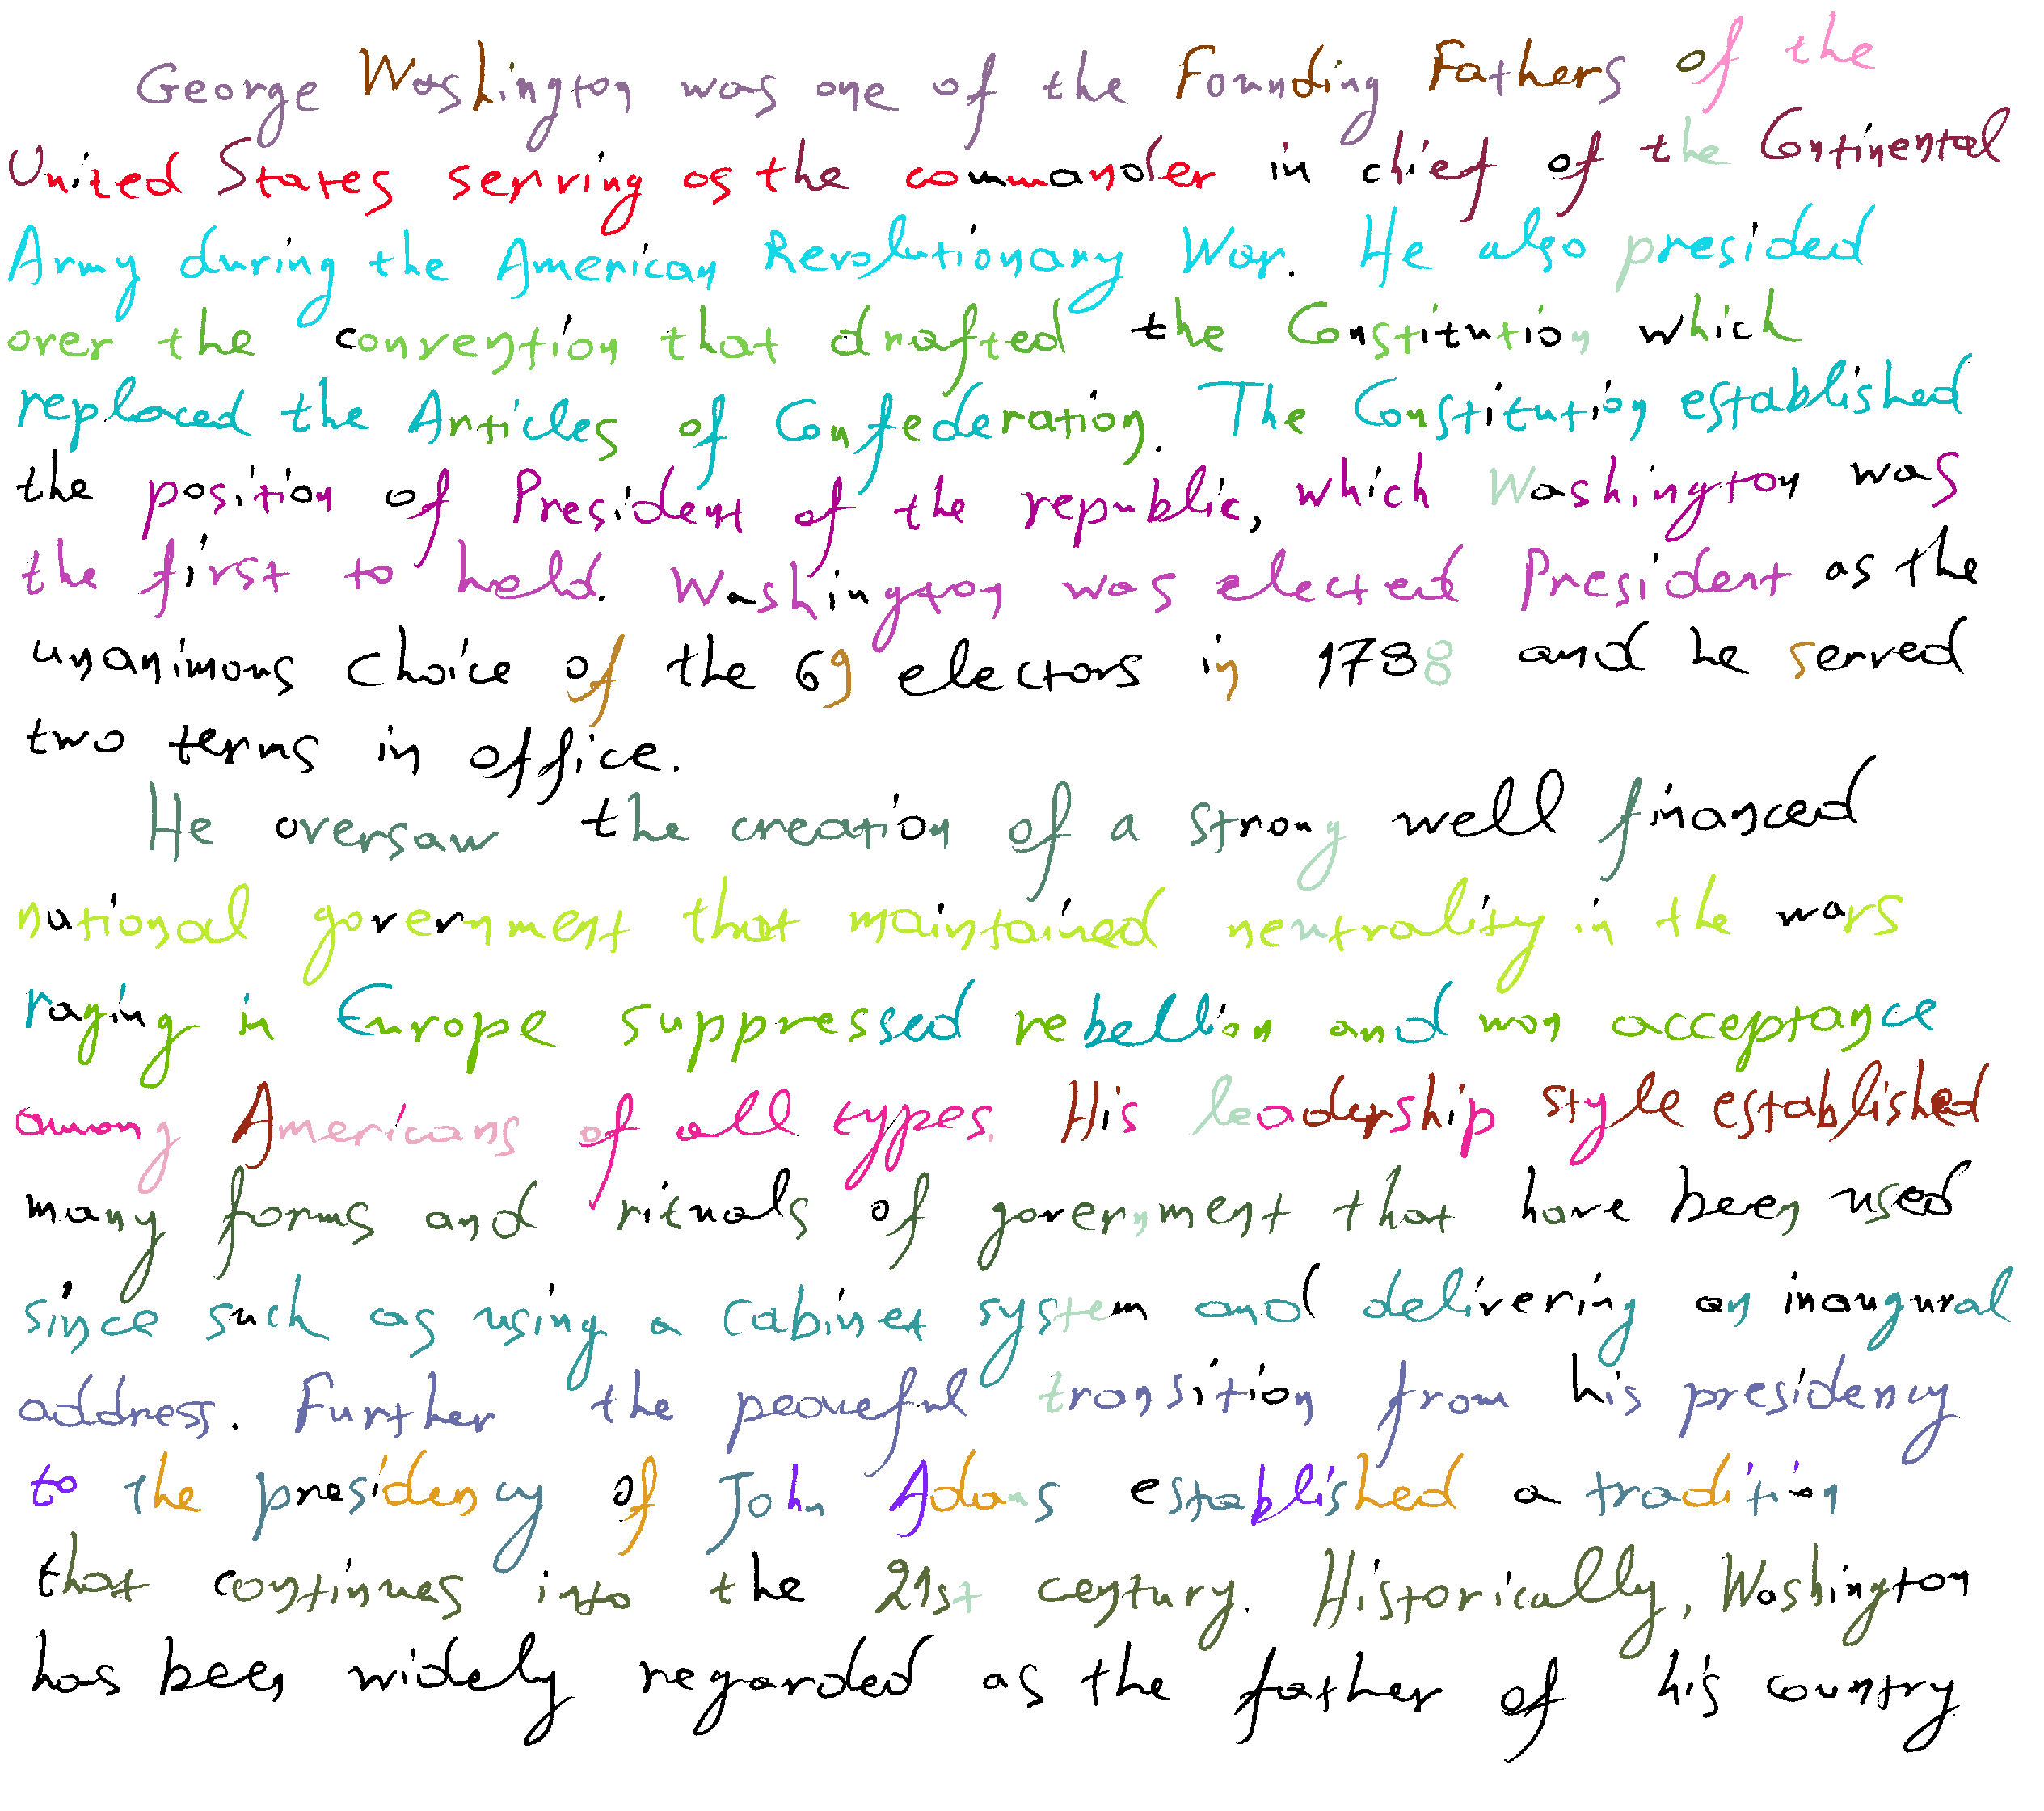 George Washington was one of the Founding Fathers of the
United States serving as the commander in chief of the Continental
Army during the American Revolutionary War. He also presided
over the convention that drafted the Constitution which
replaced the Articles of Confederation. The Constitution established
the position of President of the republic, which Washington was
the first to hold. Washington was elected President as the
unanimous choice of the 69 electors in 1788 and he served
two terms in office.
He oversaw the creation of a strong well financed
national government that maintained neutrality in the wars
raging in Europe suppressed rebellion and won acceptance
among Americans of all types. His leadership style established
many forms and rituals of government that have been used
since such as using a cabinet system and delivering an inaugural
address. Further the peaceful transition from his presidency
to the presidency of John Adams established a tradition
that continues into the 21st century. Historically, Washington
has been widely regarded as the father of his country